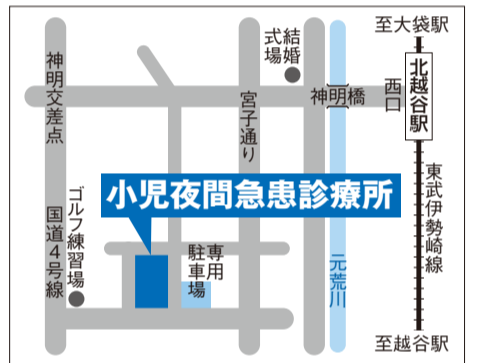 至大袋駅
結婚
式場
神明交差点
神明橋
西口
北越谷駅
宮子通り
東武伊勢崎線
小児夜間急患診療所
ゴルフ練習場
国道4号線
専用
駐車場
元荒川
至越谷駅